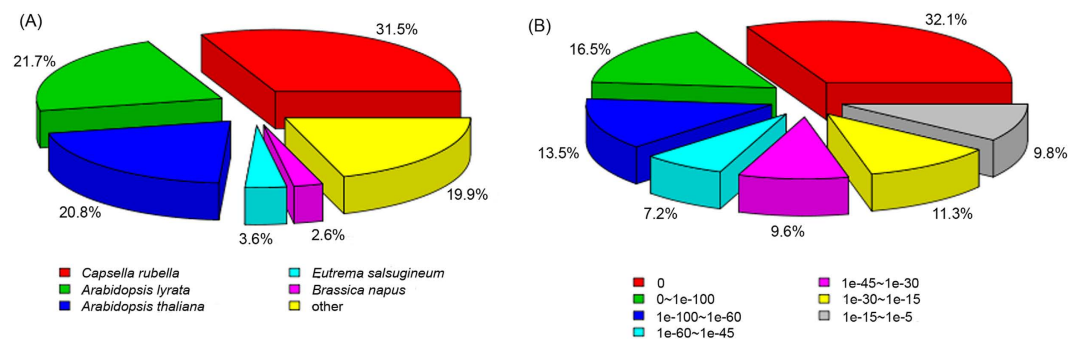 (A)
31.5%
21.7%
20.8%
3.6%
2.6%
19.9%
Capsella rubella
Arabidopsis lyrata
Arabidopsis thaliana
Eutrema salsugineum
Brassica napus
other
(B)
32.1%
16.5%
13.5%
7.2%
9.6%
11.3%
9.8%
0
0~1e-100
1e-100~1e-60
1e-60~1e-45
1e-45~1e-30
1e-30~1e-15
1e-15~1e-5